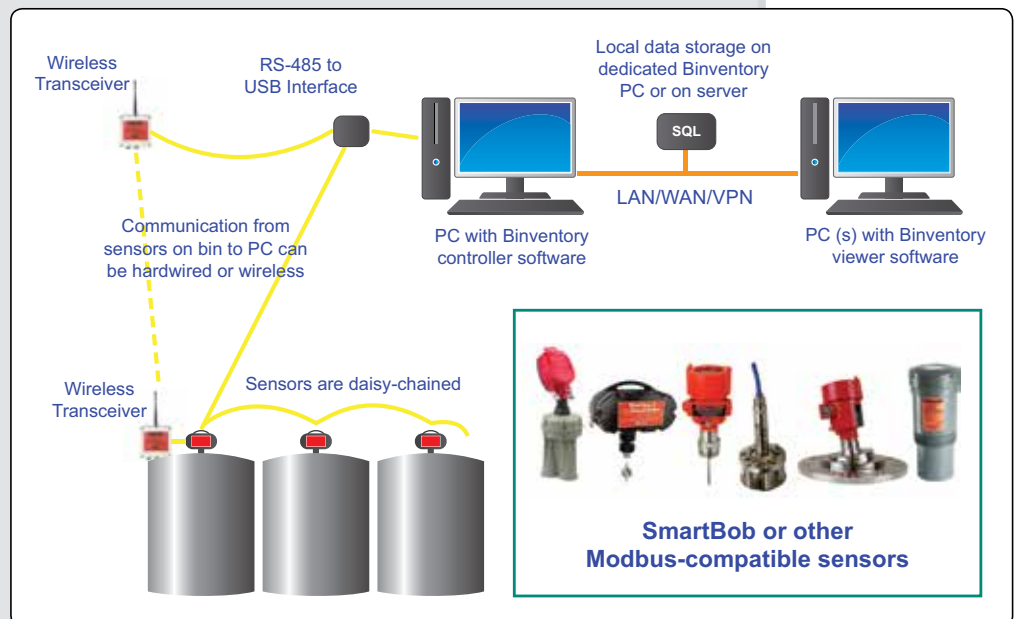 Wireless
Transceiver
RS-485 to
USB Interface
Local data storage on
dedicated Binventory
PC or on server
SQL
LAN/WAN/VPN
Communication from
sensors on bin to PC can
be hardwired or wireless
PC with Binventory
controller software
PC (s) with Binventory
viewer software
Wireless
Transceiver
Sensors are daisy-chained
SmartBob or other
Modbus-compatible sensors